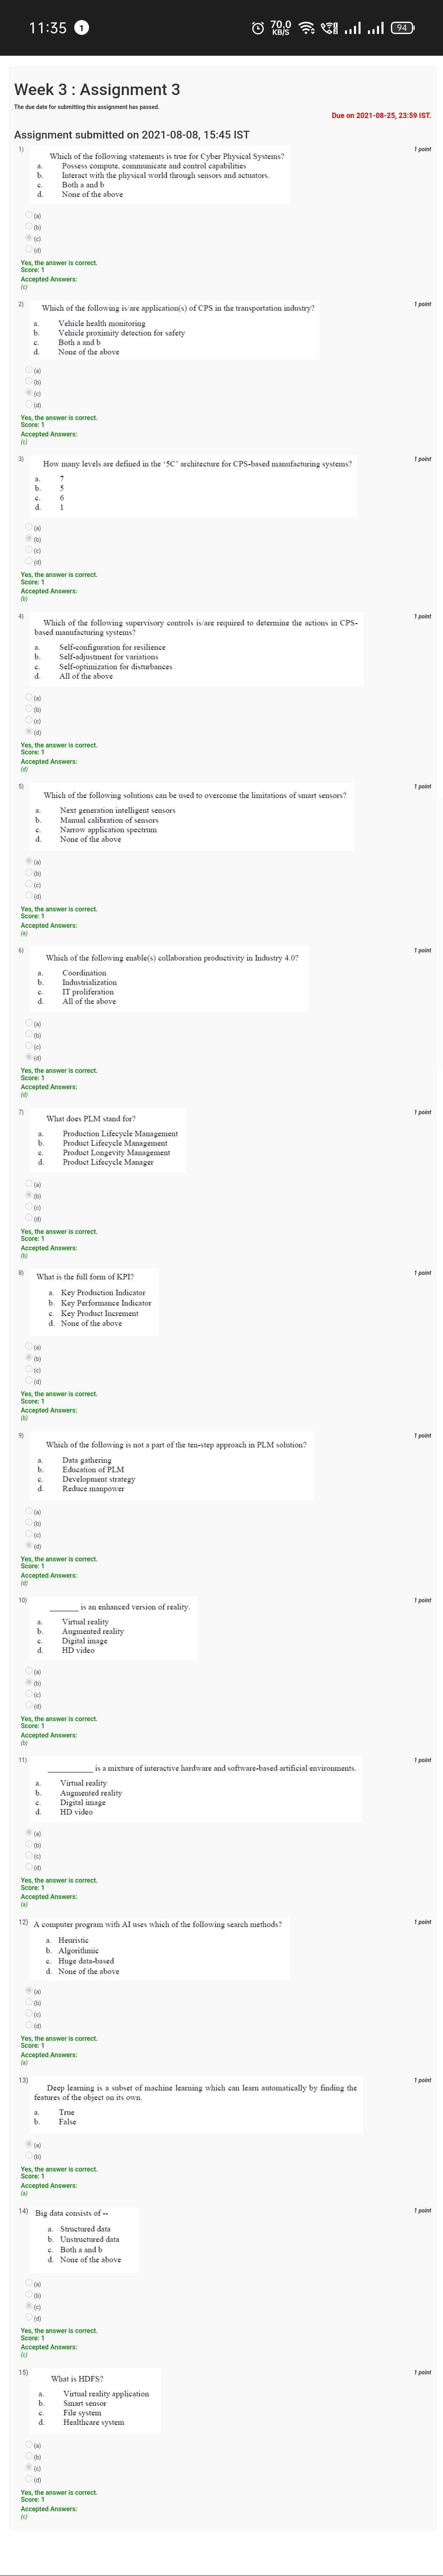 11:35 1 70.0 KB/S 94
Week 3 : Assignment 3
The due date for submitting this assignment has passed.
Due on 2021-08-25, 23:59 IST.
Assignment submitted on 2021-08-08, 15:45 IST
1) Which of the following statements is true for Cyber Physical Systems? 1 point
a. Possess compute, communicate and control capabilities
b. Interact with the physical world through sensors and actuators.
c. Both a and b
d. None of the above
(a)
(b)
(c)
(d)
Yes, the answer is correct.
Score: 1
Accepted Answers:
(c)
2) Which of the following is/are application(s) of CPS in the transportation industry? 1 point
a. Vehicle health monitoring
b. Vehicle proximity detection for safety
c. Both a and b
d. None of the above
(a)
(b)
(c)
(d)
Yes, the answer is correct.
Score: 1
Accepted Answers:
(c)
3) How many levels are defined in the '5C' architecture for CPS-based manufacturing systems? 1 point
a. 7
b. 5
c. 6
d. 1
(a)
(b)
(c)
(d)
Yes, the answer is correct.
Score: 1
Accepted Answers:
(b)
4) Which of the following supervisory controls is/are required to determine the actions in CPS- 1 point
based manufacturing systems?
a. Self-configuration for resilience
b. Self-adjustment for variations
c. Self-optimization for disturbances
d. All of the above
(a)
(b)
(c)
(d)
Yes, the answer is correct.
Score: 1
Accepted Answers:
(d)
5) Which of the following solutions can be used to overcome the limitations of smart sensors? 1 point
a. Next generation intelligent sensors
b. Manual calibration of sensors
c. Narrow application spectrum
d. None of the above
(a)
(b)
(c)
(d)
Yes, the answer is correct.
Score: 1
Accepted Answers:
(a)
6) Which of the following enable(s) collaboration productivity in Industry 4.0? 1 point
a. Coordination
b. Industrialization
c. IT proliferation
d. All of the above
(a)
(b)
(c)
(d)
Yes, the answer is correct.
Score: 1
Accepted Answers:
(d)
7) What does PLM stand for? 1 point
a. Production Lifecycle Management
b. Product Lifecycle Management
c. Product Longevity Management
d. Product Lifecycle Manager
(a)
(b)
(c)
(d)
Yes, the answer is correct.
Score: 1
Accepted Answers:
(b)
8) What is the full form of KPI? 1 point
a. Key Production Indicator
b. Key Performance Indicator
c. Key Product Increment
d. None of the above
(a)
(b)
(c)
(d)
Yes, the answer is correct.
Score: 1
Accepted Answers:
(b)
9) Which of the following is not a part of the ten-step approach in PLM solution? 1 point
a. Data gathering
b. Education of PLM
c. Development strategy
d. Reduce manpower
(a)
(b)
(c)
(d)
Yes, the answer is correct.
Score: 1
Accepted Answers:
(d)
10) _______ is an enhanced version of reality. 1 point
a. Virtual reality
b. Augmented reality
c. Digital image
d. HD video
(a)
(b)
(c)
(d)
Yes, the answer is correct.
Score: 1
Accepted Answers:
(b)
11) ___________ is a mixture of interactive hardware and software-based artificial environments. 1 point
a. Virtual reality
b. Augmented reality
c. Digital image
d. HD video
(a)
(b)
(c)
(d)
Yes, the answer is correct.
Score: 1
Accepted Answers:
(a)
12) A computer program with AI uses which of the following search methods? 1 point
a. Heuristic
b. Algorithmic
c. Huge data-based
d. None of the above
(a)
(b)
(c)
(d)
Yes, the answer is correct.
Score: 1
Accepted Answers:
(a)
13) Deep learning is a subset of machine learning which can learn automatically by finding the 1 point
features of the object on its own.
a. True
b. False
(a)
(b)
Yes, the answer is correct.
Score: 1
Accepted Answers:
(a)
14) Big data consists of -- 1 point
a. Structured data
b. Unstructured data
c. Both a and b
d. None of the above
(a)
(b)
(c)
(d)
Yes, the answer is correct.
Score: 1
Accepted Answers:
(c)
15) What is HDFS? 1 point
a. Virtual reality application
b. Smart sensor
c. File system
d. Healthcare system
(a)
(b)
(c)
(d)
Yes, the answer is correct.
Score: 1
Accepted Answers:
(c)